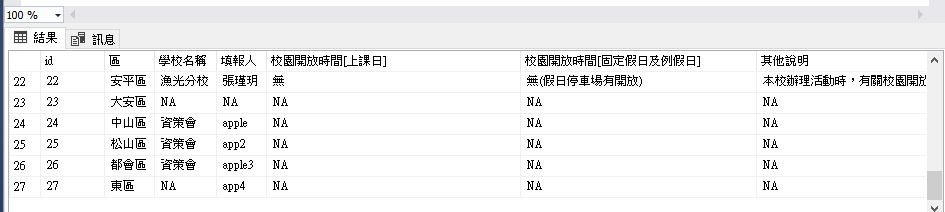 100 %
結果 訊息
id 區 學校名稱 填報人 校園開放時間[上課日] 校園開放時間[固定假日及例假日] 其他說明
22 22 安平區 漁光分校 張瑾玥 無 無(假日停車場有開放) 本校辦理活動時，有關校園開放
23 23 大安區 NA NA NA NA NA
24 24 中山區 資策會 apple NA NA NA
25 25 松山區 資策會 app2 NA NA NA
26 26 都會區 資策會 apple3 NA NA NA
27 27 東區 NA app4 NA NA NA